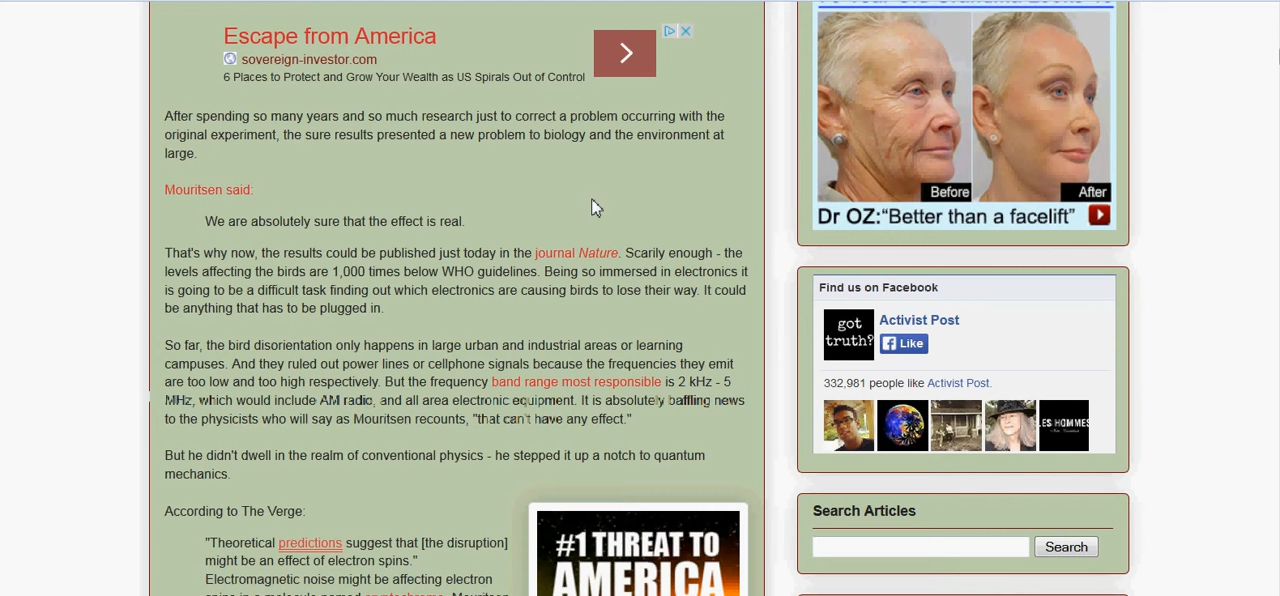 Escape from America
sovereign-investor.com
6 Places to Protect and Grow Your Wealth as US Spirals Out of Control
After spending so many years and so much research just to correct a problem occurring with the
original experiment, the sure results presented a new problem to biology and the environment at
large.
Mouritsen said:
We are absolutely sure that the effect is real.
That's why now, the results could be published just today in the journal Nature. Scarily enough - the
levels affecting the birds are 1,000 times below WHO guidelines. Being so immersed in electronics it
is going to be a difficult task finding out which electronics are causing birds to lose their way. It could
be anything that has to be plugged in.
So far, the bird disorientation only happens in large urban and industrial areas or learning
campuses. And they ruled out power lines or cellphone signals because the frequencies they emit
are too low and too high respectively. But the frequency band range most responsible is 2 kHz - 5
MHz, which would include AM radio, and all area electronic equipment. It is absolutely baffling news
to the physicists who will say as Mouritsen recounts, "that can't have any effect."
But he didn't dwell in the realm of conventional physics - he stepped it up a notch to quantum
mechanics.
According to The Verge:
"Theoretical predictions suggest that [the disruption]
might be an effect of electron spins."
Electromagnetic noise might be affecting electron
#1 THREAT TO
AMERICA
Before
After
Dr OZ:"Better than a facelift"
Find us on Facebook
got
truth?
Activist Post
Like
332,981 people like Activist Post.
LES HOMMES
Search Articles
Search